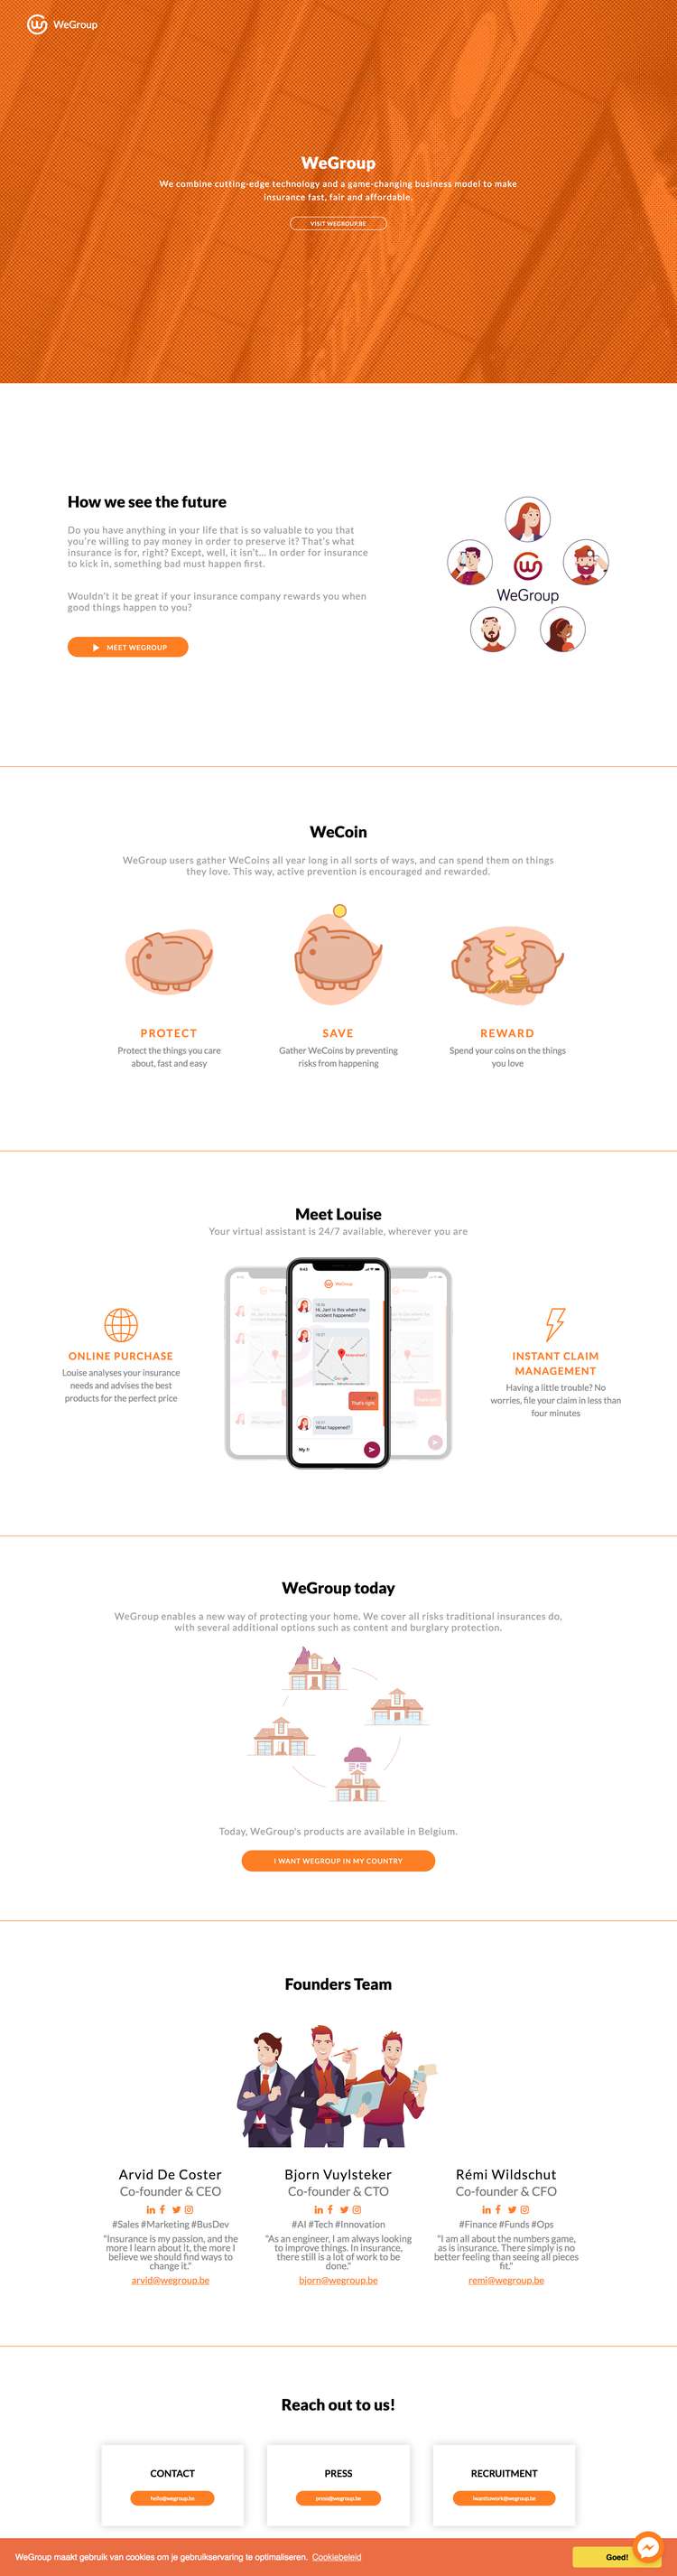 WeGroup
WeGroup
We combine cutting-edge technology and a game-changing business model to make
insurance fast, fair and affordable.
VISIT WEGROUP.BE
How we see the future
Do you have anything in your life that is so valuable to you that
you're willing to pay money in order to preserve it? That's what
insurance is for, right? Except, well, it isn't... In order for insurance
to kick in, something bad must happen first.
Wouldn't it be great if your insurance company rewards you when
good things happen to you?
MEET WEGROUP
WeGroup
WeCoin
WeGroup users gather WeCoins all year long in all sorts of ways, and can spend them on things
they love. This way, active prevention is encouraged and rewarded.
PROTECT
Protect the things you care
about, fast and easy
SAVE
Gather WeCoins by preventing
risks from happening
REWARD
Spend your coins on the things
you love
Meet Louise
Your virtual assistant is 24/7 available, wherever you are
ONLINE PURCHASE
Louise analyses your insurance
needs and advises the best
products for the perfect price
WeGroup
Hi, Jan! Is this where the
incident happened?
Google
That's right
What happened?
My f
INSTANT CLAIM
MANAGEMENT
Having a little trouble? No
worries, file your claim in less than
four minutes
WeGroup today
WeGroup enables a new way of protecting your home. We cover all risks traditional insurances do,
with several additional options such as content and burglary protection.
Today, WeGroup's products are available in Belgium.
I WANT WEGROUP IN MY COUNTRY
Founders Team
Arvid De Coster
Co-founder & CEO
#Sales #Marketing #BusDev
"Insurance is my passion, and the
more I learn about it, the more I
believe we should find ways to
change it."
arvid@wegroup.be
Bjorn Vuylsteker
Co-founder & CTO
#AI #Tech #Innovation
"As an engineer, I am always looking
to improve things. In insurance,
there still is a lot of work to be
done."
bjorn@wegroup.be
Rémi Wildschut
Co-founder & CFO
#Finance #Funds #Ops
"I am all about the numbers game,
as is insurance. There simply is no
better feeling than seeing all pieces
fit."
remi@wegroup.be
Reach out to us!
CONTACT
hello@wegroup.be
PRESS
press@wegroup.be
RECRUITMENT
iwanttowork@wegroup.be
WeGroup maakt gebruik van cookies om je gebruikservaring te optimaliseren. Cookiebeleid
Goed!